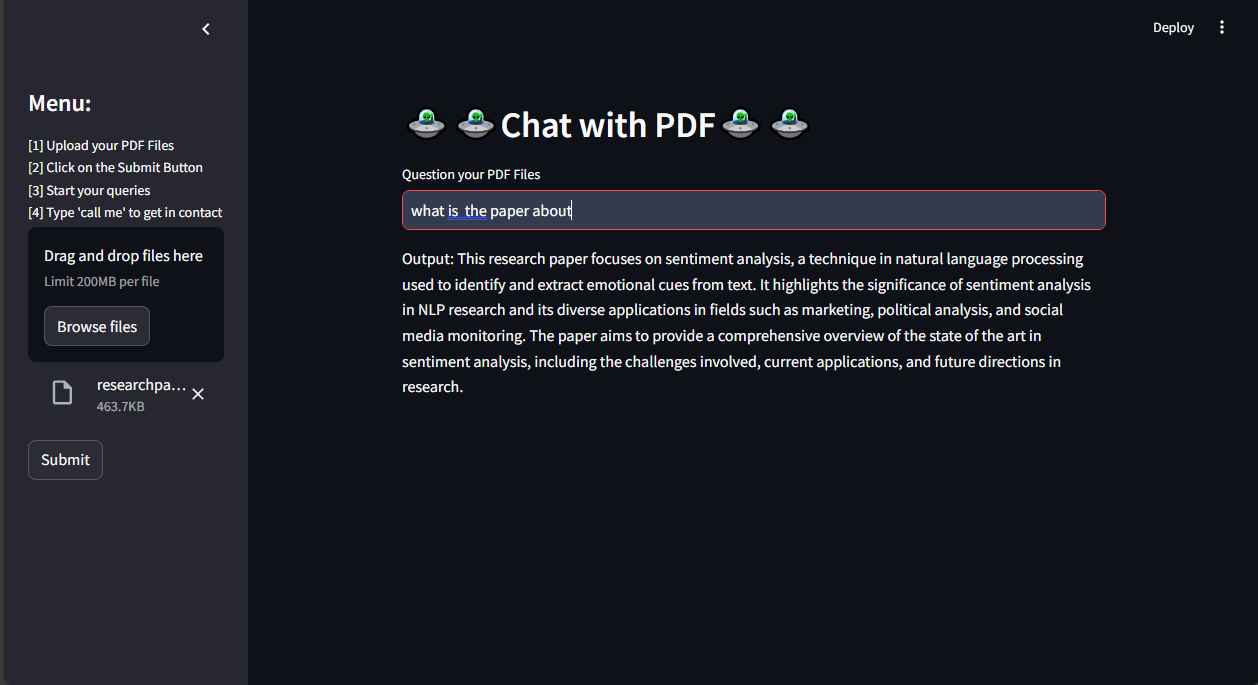 Deploy
Menu:
[1] Upload your PDF Files
[2] Click on the Submit Button
[3] Start your queries
[4] Type 'call me' to get in contact
Drag and drop files here
Limit 200MB per file
Browse files
researchpa...
463.7KB
Submit
Chat with PDF
Question your PDF Files
what is  the paper about
Output: This research paper focuses on sentiment analysis, a technique in natural language processing
used to identify and extract emotional cues from text. It highlights the significance of sentiment analysis
in NLP research and its diverse applications in fields such as marketing, political analysis, and social
media monitoring. The paper aims to provide a comprehensive overview of the state of the art in
sentiment analysis, including the challenges involved, current applications, and future directions in
research.